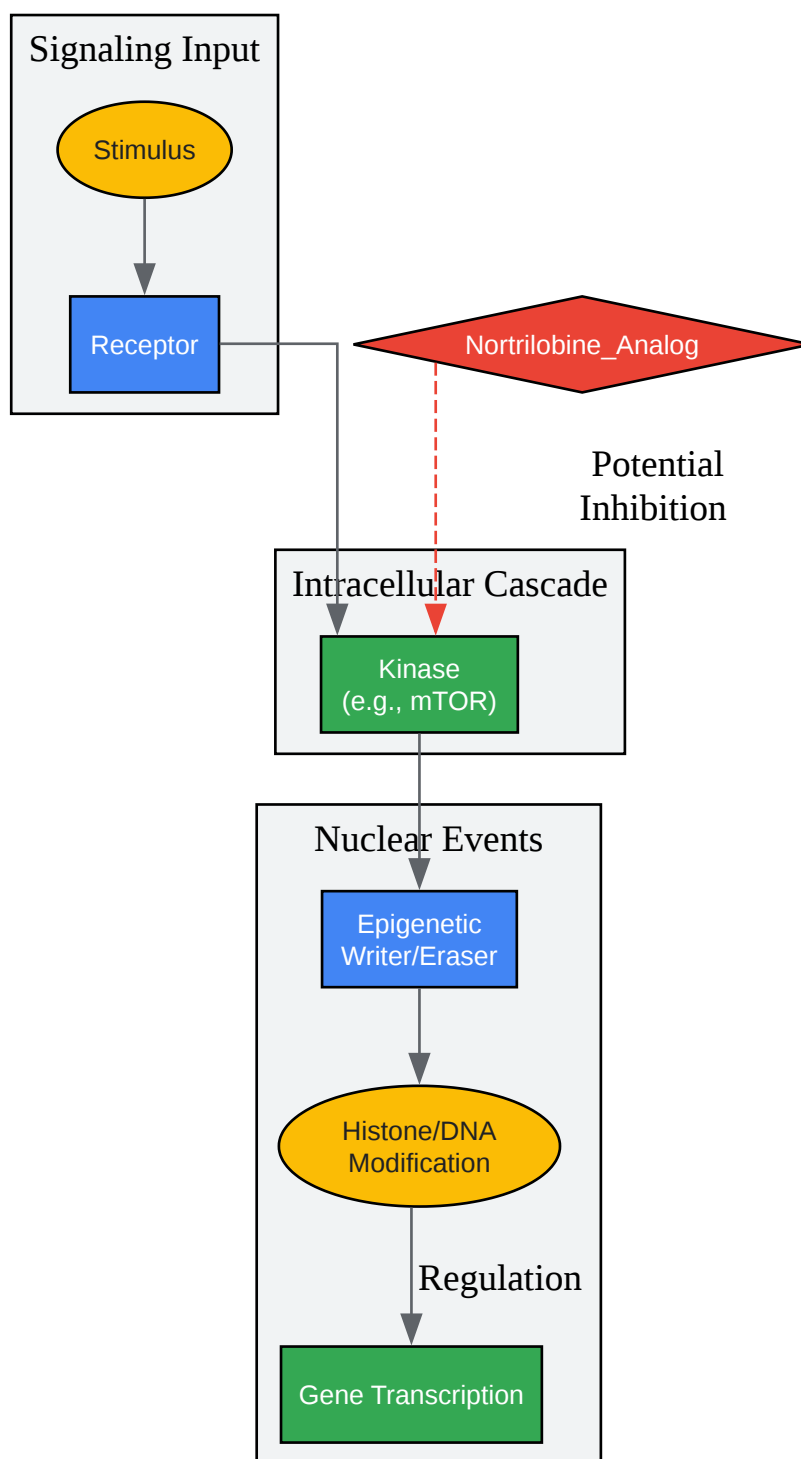 Signaling Input
Stimulus
Receptor
Nortrilobine_Analog
Potential
Inhibition
Intracellular Cascade
Kinase
(e.g., mTOR)
Nuclear Events
Epigenetic
Writer/Eraser
Histone/DNA
Modification
Regulation
Gene Transcription